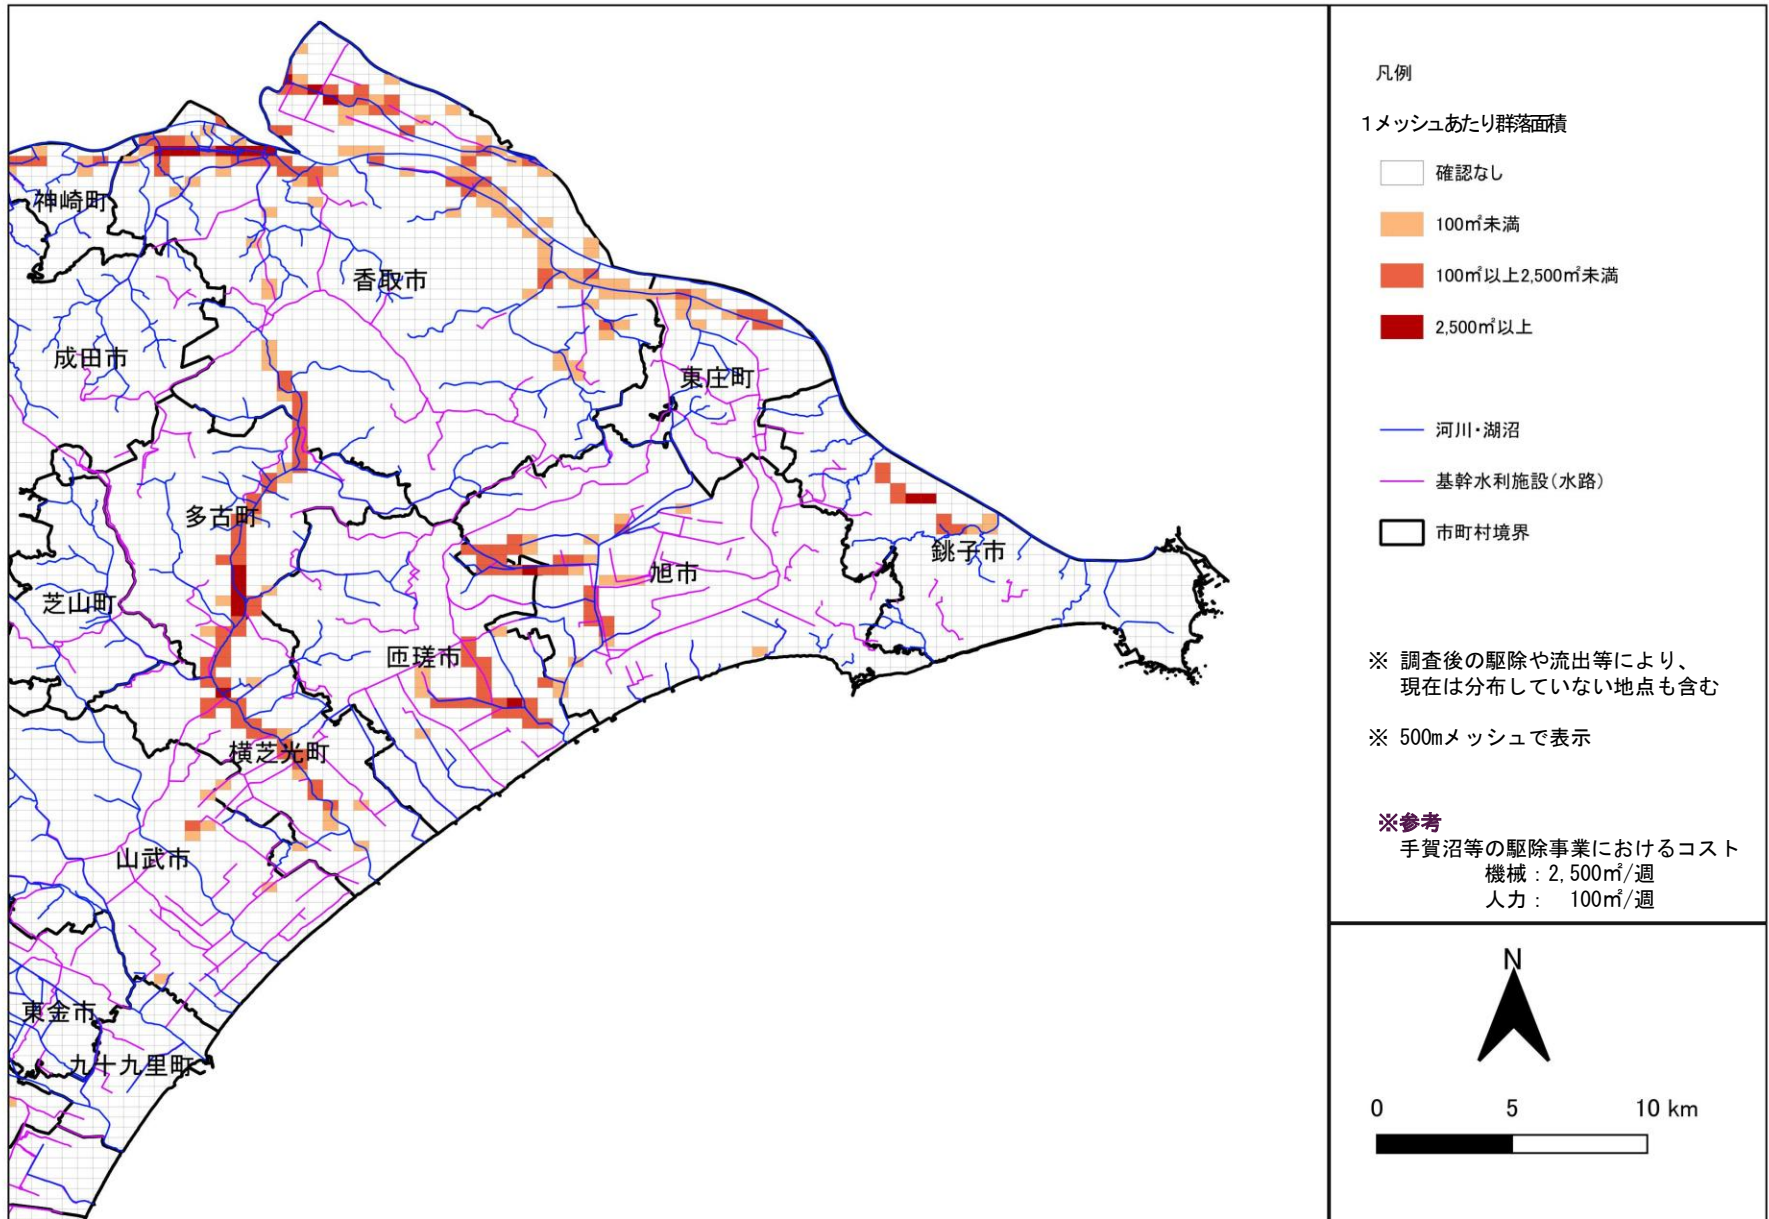 神崎町
香取市
成田市
東庄町
多古町
銚子市
旭市
芝山町
匝瑳市
横芝光町
山武市
東金市
九十九里町
凡例
1メッシュあたり群落面積
確認なし
100㎡未満
100㎡以上2,500㎡未満
2,500㎡以上
河川・湖沼
基幹水利施設(水路)
市町村境界
※ 調査後の駆除や流出等により、
現在は分布していない地点も含む
※ 500mメッシュで表示
※参考
手賀沼等の駆除事業におけるコスト
機械：2,500㎡/週
人力： 100㎡/週
N
0 5 10 km